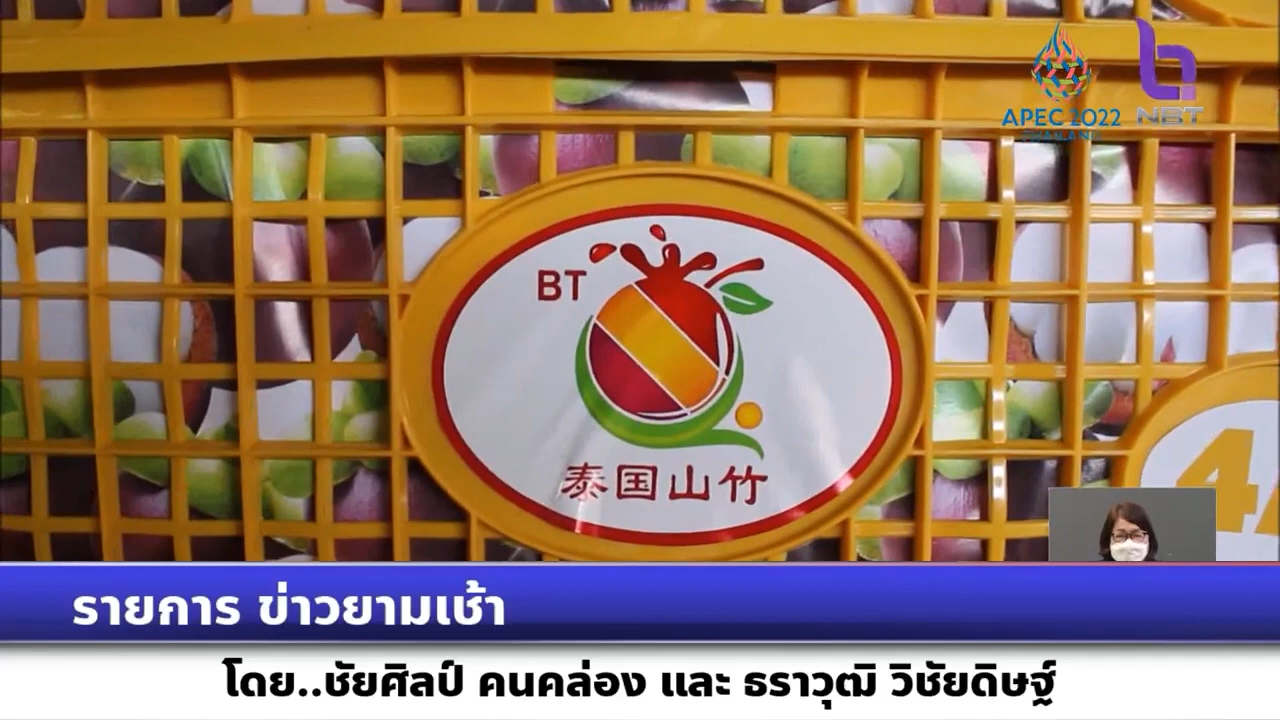 APEC 2022
THAILAND
NBT
BT
泰国山竹
4
รายการ ข่าวยามเช้า
โดย..ชัยศิลป์ คนคล่อง และ ธราวุฒิ วิชัยดิษฐ์